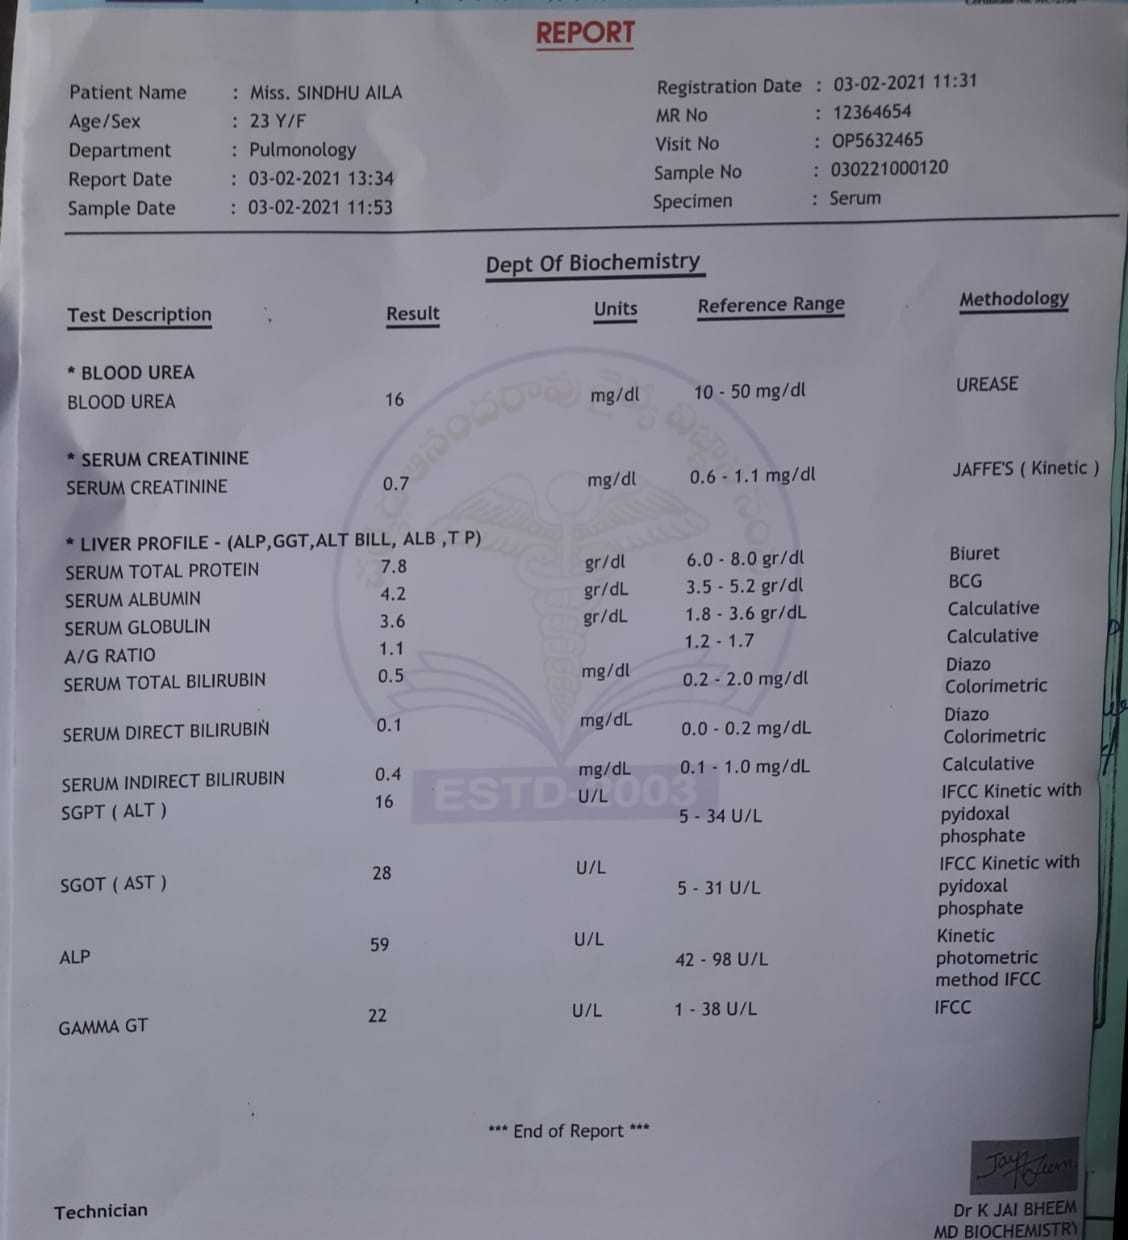 REPORT
Patient Name : Miss. SINDHU AILA
Age/Sex : 23 Y/F
Department : Pulmonology
Report Date : 03-02-2021 13:34
Sample Date : 03-02-2021 11:53
Registration Date : 03-02-2021 11:31
MR No : 12364654
Visit No : OP5632465
Sample No : 030221000120
Specimen : Serum
Dept Of Biochemistry
Test Description Result Units Reference Range Methodology
* BLOOD UREA
BLOOD UREA 16 mg/dl 10 - 50 mg/dl UREASE
* SERUM CREATININE
SERUM CREATININE 0.7 mg/dl 0.6 - 1.1 mg/dl JAFFE'S ( Kinetic )
* LIVER PROFILE - (ALP,GGT,ALT BILL, ALB ,T P)
SERUM TOTAL PROTEIN 7.8 gr/dl 6.0 - 8.0 gr/dl Biuret
SERUM ALBUMIN 4.2 gr/dL 3.5 - 5.2 gr/dl BCG
SERUM GLOBULIN 3.6 gr/dL 1.8 - 3.6 gr/dL Calculative
A/G RATIO 1.1 1.2 - 1.7 Calculative
SERUM TOTAL BILIRUBIN 0.5 mg/dl 0.2 - 2.0 mg/dl Diazo
Colorimetric
SERUM DIRECT BILIRUBIN 0.1 mg/dL 0.0 - 0.2 mg/dL Diazo
Colorimetric
SERUM INDIRECT BILIRUBIN 0.4 mg/dL 0.1 - 1.0 mg/dL Calculative
SGPT ( ALT ) 16 U/L 5 - 34 U/L IFCC Kinetic with
pyidoxal
phosphate
SGOT ( AST ) 28 U/L 5 - 31 U/L IFCC Kinetic with
pyidoxal
phosphate
ALP 59 U/L 42 - 98 U/L Kinetic
photometric
method IFCC
GAMMA GT 22 U/L 1 - 38 U/L IFCC
ESTD-2003
*** End of Report ***
Technician
Dr K JAI BHEEM
MD BIOCHEMISTRY